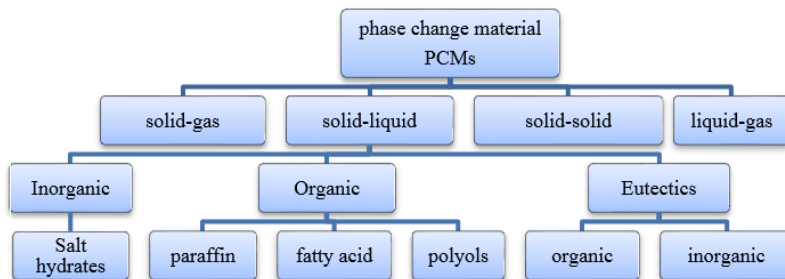 phase change material
PCMs
solid-gas
solid-liquid
solid-solid
liquid-gas
Inorganic
Organic
Eutectics
Salt
hydrates
paraffin
fatty acid
polyols
organic
inorganic